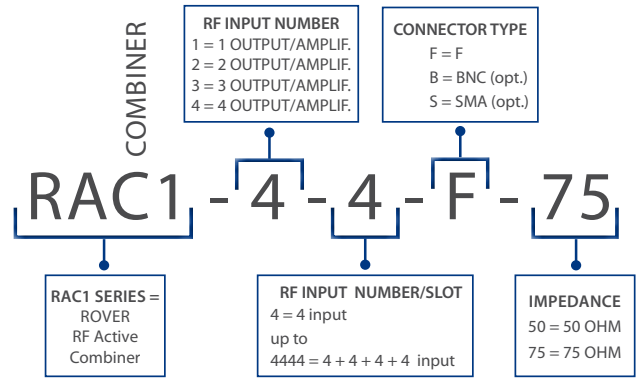 COMBINER
RF INPUT NUMBER
1 = 1 OUTPUT/AMPLIF.
2 = 2 OUTPUT/AMPLIF.
3 = 3 OUTPUT/AMPLIF.
4 = 4 OUTPUT/AMPLIF.
CONNECTOR TYPE
F = F
B = BNC (opt.)
S = SMA (opt.)
RAC1 - 4 - 4 - F - 75
RAC1 SERIES =
ROVER
RF Active
Combiner
RF INPUT NUMBER/SLOT
4 = 4 input
up to
4444 = 4 + 4 + 4 + 4 input
IMPEDANCE
50 = 50 OHM
75 = 75 OHM